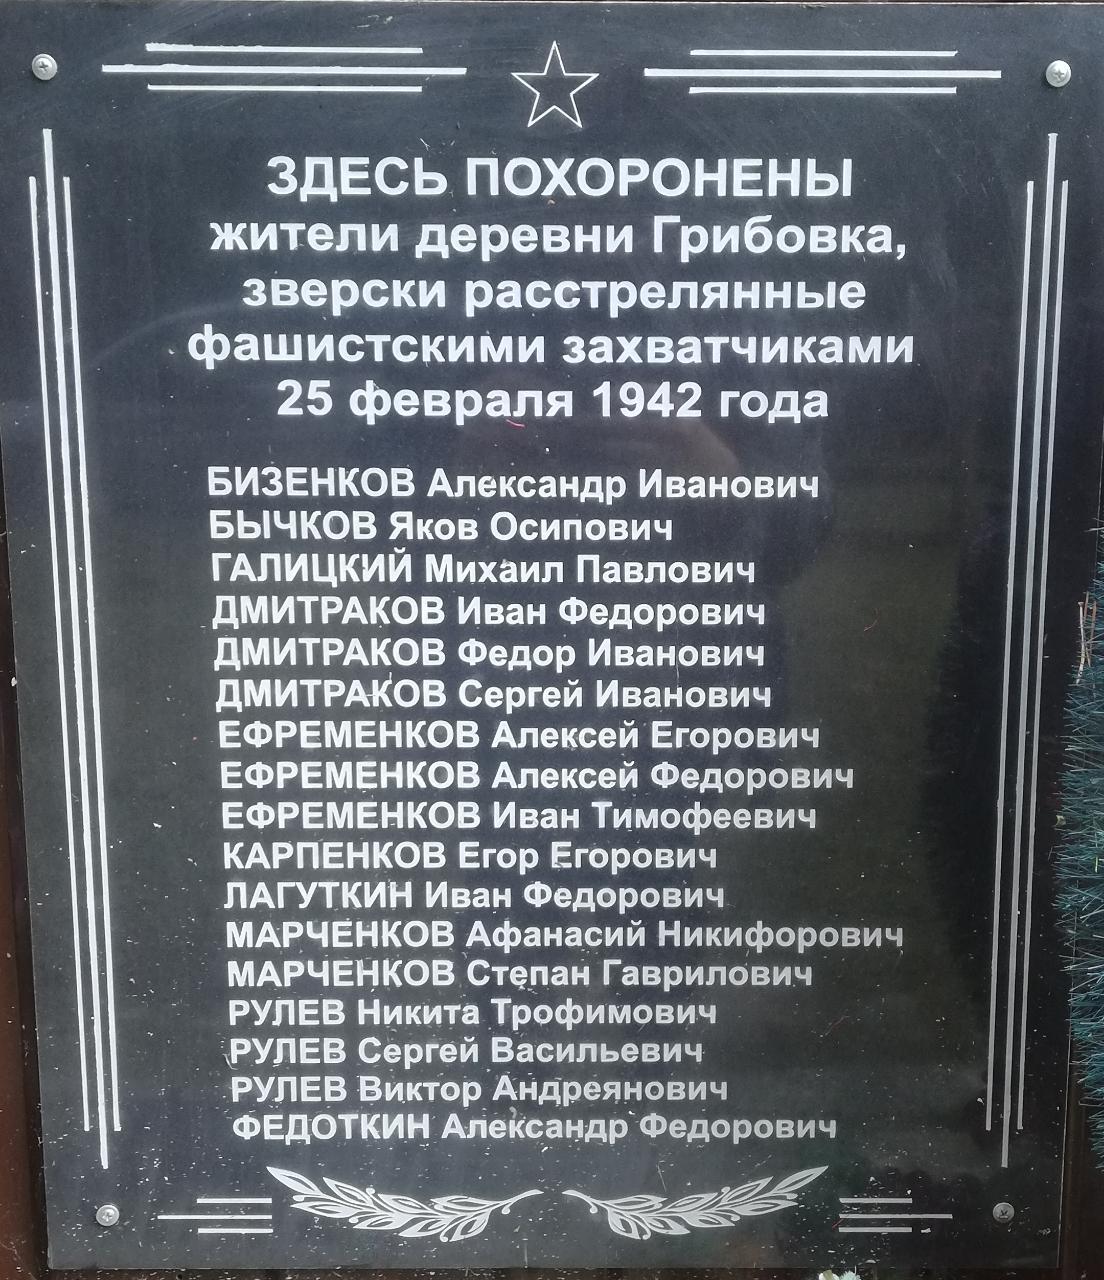 ЗДЕСЬ ПОХОРОНЕНЫ
жители деревни Грибовка,
зверски расстрелянные
фашистскими захватчиками
25 февраля 1942 года
БИЗЕНКОВ Александр Иванович
БЫЧКОВ Яков Осипович
ГАЛИЦКИЙ Михаил Павлович
ДМИТРАКОВ Иван Федорович
ДМИТРАКОВ Федор Иванович
ДМИТРАКОВ Сергей Иванович
ЕФРЕМЕНКОВ Алексей Егорович
ЕФРЕМЕНКОВ Алексей Федорович
ЕФРЕМЕНКОВ Иван Тимофеевич
КАРПЕНКОВ Егор Егорович
ЛАГУТКИН Иван Федорович
МАРЧЕНКОВ Афанасий Никифорович
МАРЧЕНКОВ Степан Гаврилович
РУЛЕВ Никита Трофимович
РУЛЕВ Сергей Васильевич
РУЛЕВ Виктор Андреянович
ФЕДОТКИН Александр Федорович